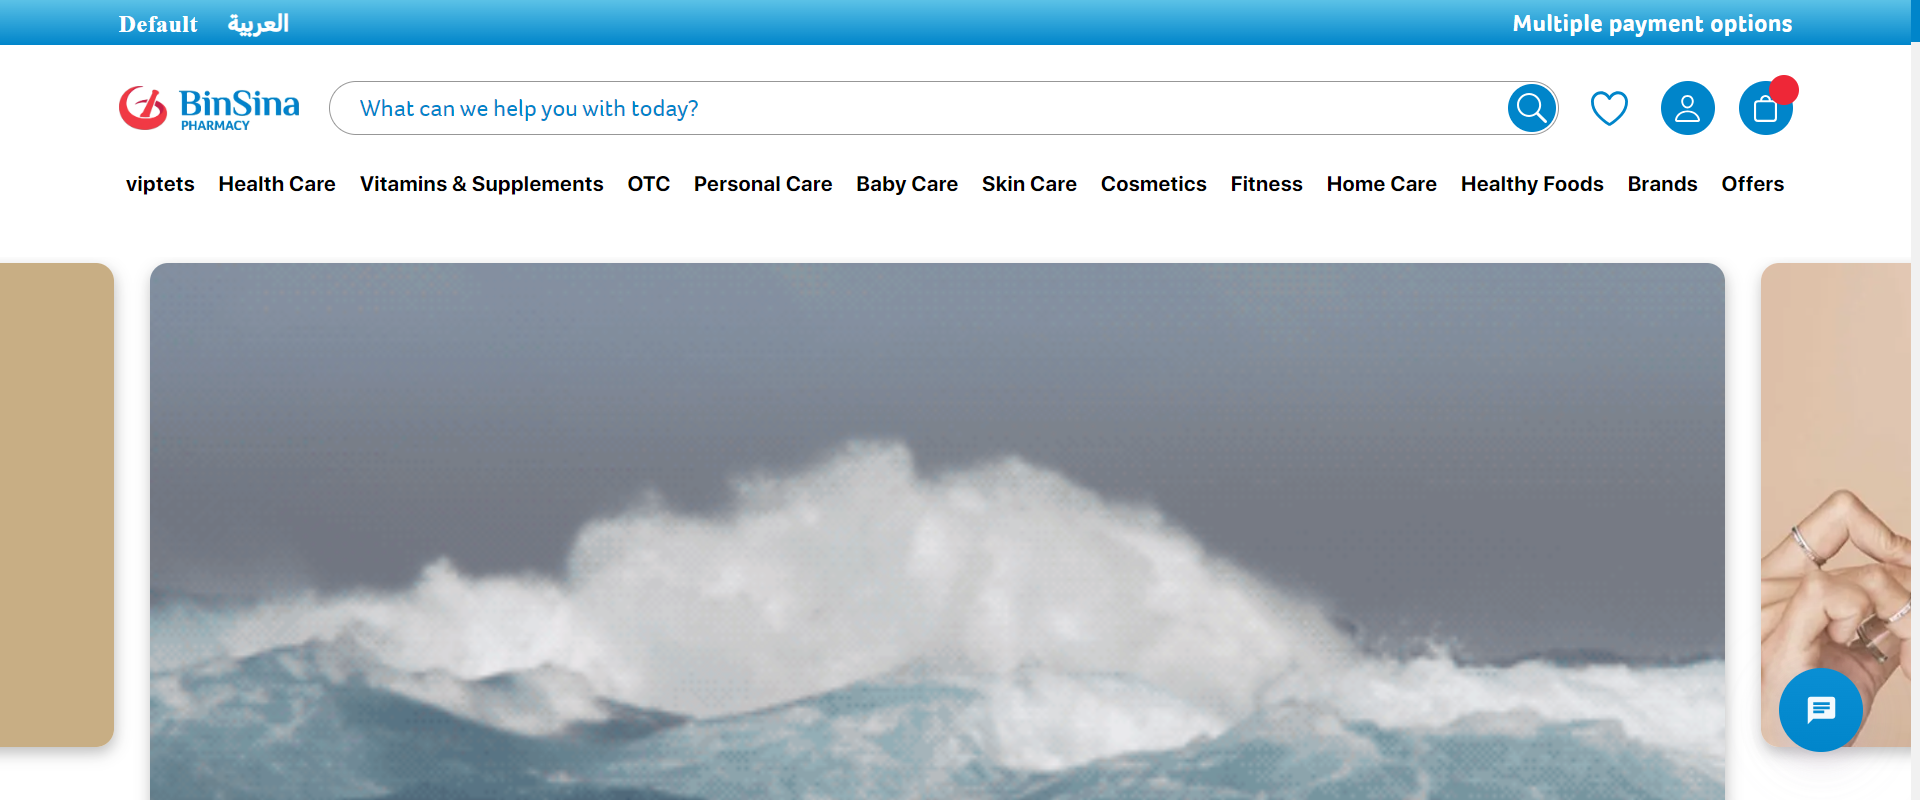 Default العربية Multiple payment options
BinSina
PHARMACY
What can we help you with today?
viptets Health Care Vitamins & Supplements OTC Personal Care Baby Care Skin Care Cosmetics Fitness Home Care Healthy Foods Brands Offers